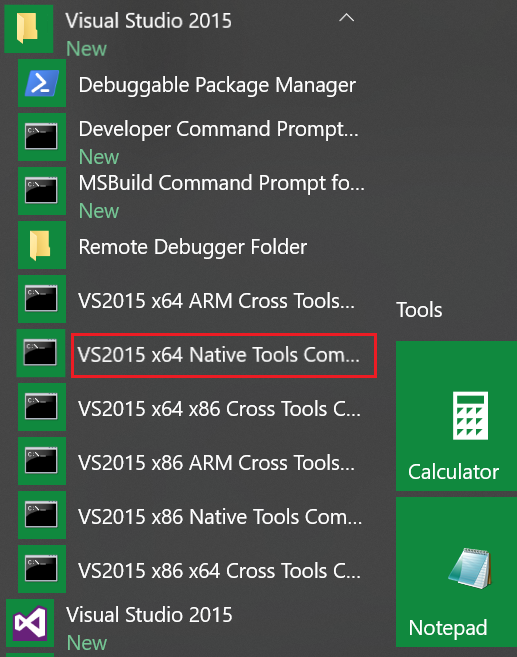 Visual Studio 2015
New
Debuggable Package Manager
Developer Command Prompt...
New
MSBuild Command Prompt fo...
New
Remote Debugger Folder
VS2015 x64 ARM Cross Tools...
VS2015 x64 Native Tools Com...
VS2015 x64 x86 Cross Tools C...
VS2015 x86 ARM Cross Tools...
VS2015 x86 Native Tools Com...
VS2015 x86 x64 Cross Tools C...
Visual Studio 2015
New
Tools
Calculator
Notepad